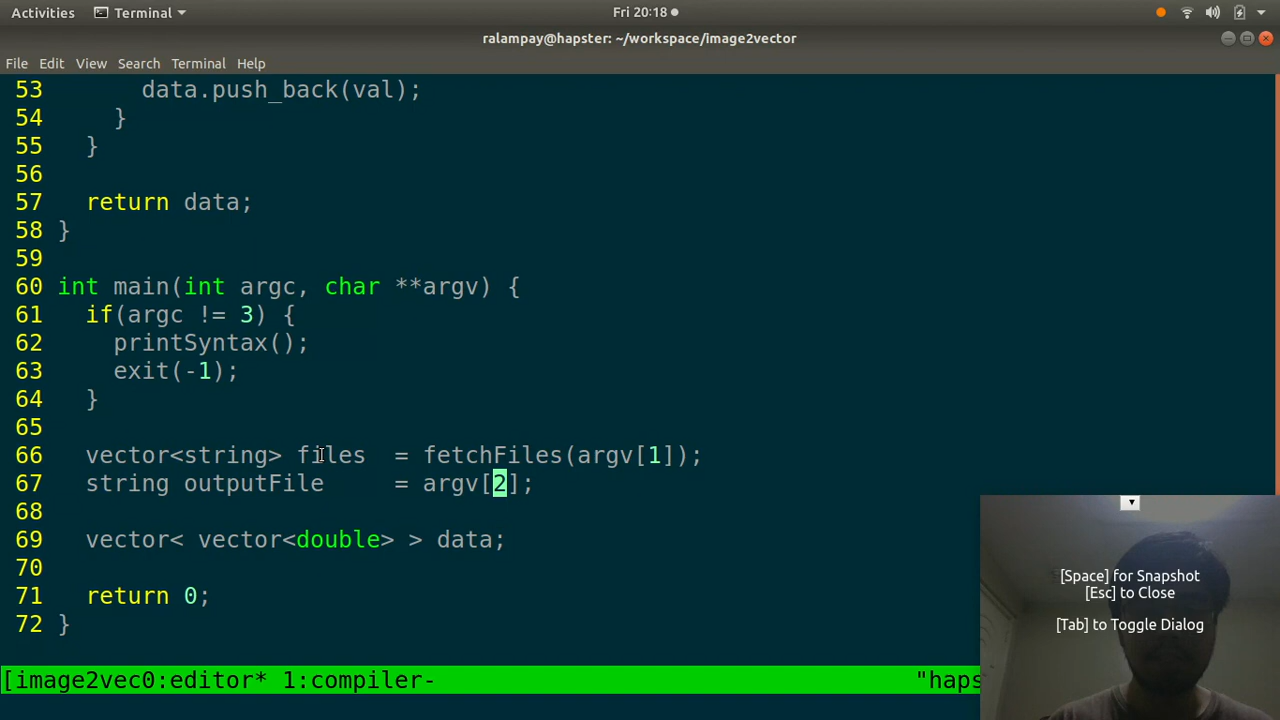 Activities Terminal Fri 20:18
ralampay@hapster: ~/workspace/image2vector
File Edit View Search Terminal Help
53 data.push_back(val);
54 }
55 }
56
57 return data;
58 }
59
60 int main(int argc, char **argv) {
61 if(argc != 3) {
62 printSyntax();
63 exit(-1);
64 }
65
66 vector<string> files = fetchFiles(argv[1]);
67 string outputFile = argv[2];
68
69 vector< vector<double> > data;
70
71 return 0;
72 }
[image2vec0:editor* 1:compiler- "haps
[Space] for Snapshot
[Esc] to Close
[Tab] to Toggle Dialog